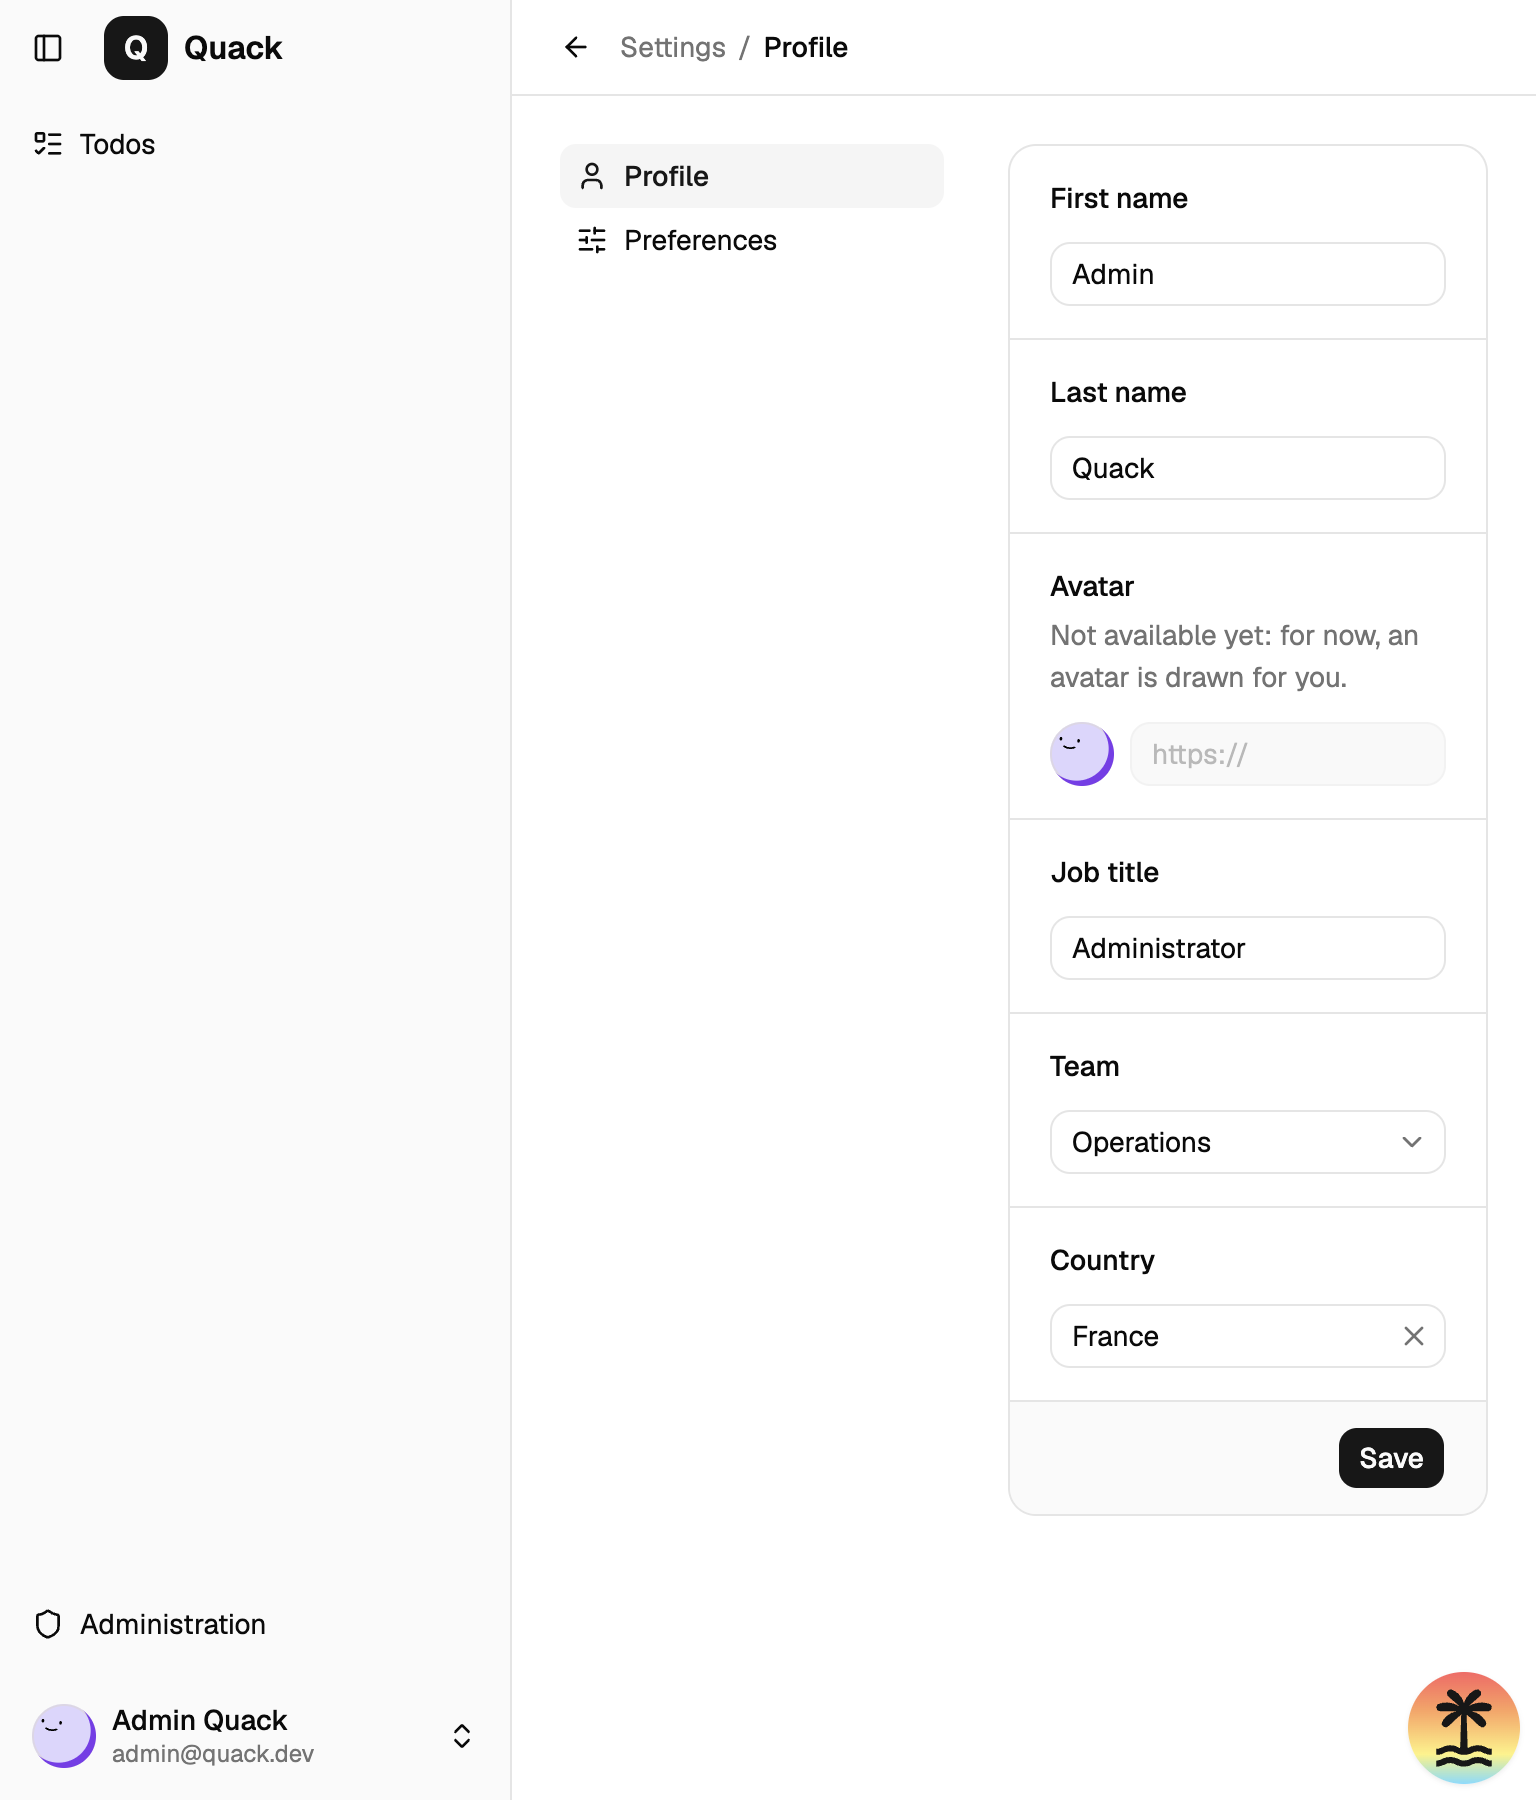 Q Quack
Todos
Settings / Profile
Profile
Preferences
First name
Admin
Last name
Quack
Avatar
Not available yet: for now, an
avatar is drawn for you.
https://
Job title
Administrator
Team
Operations
Country
France
Save
Administration
Admin Quack
admin@quack.dev